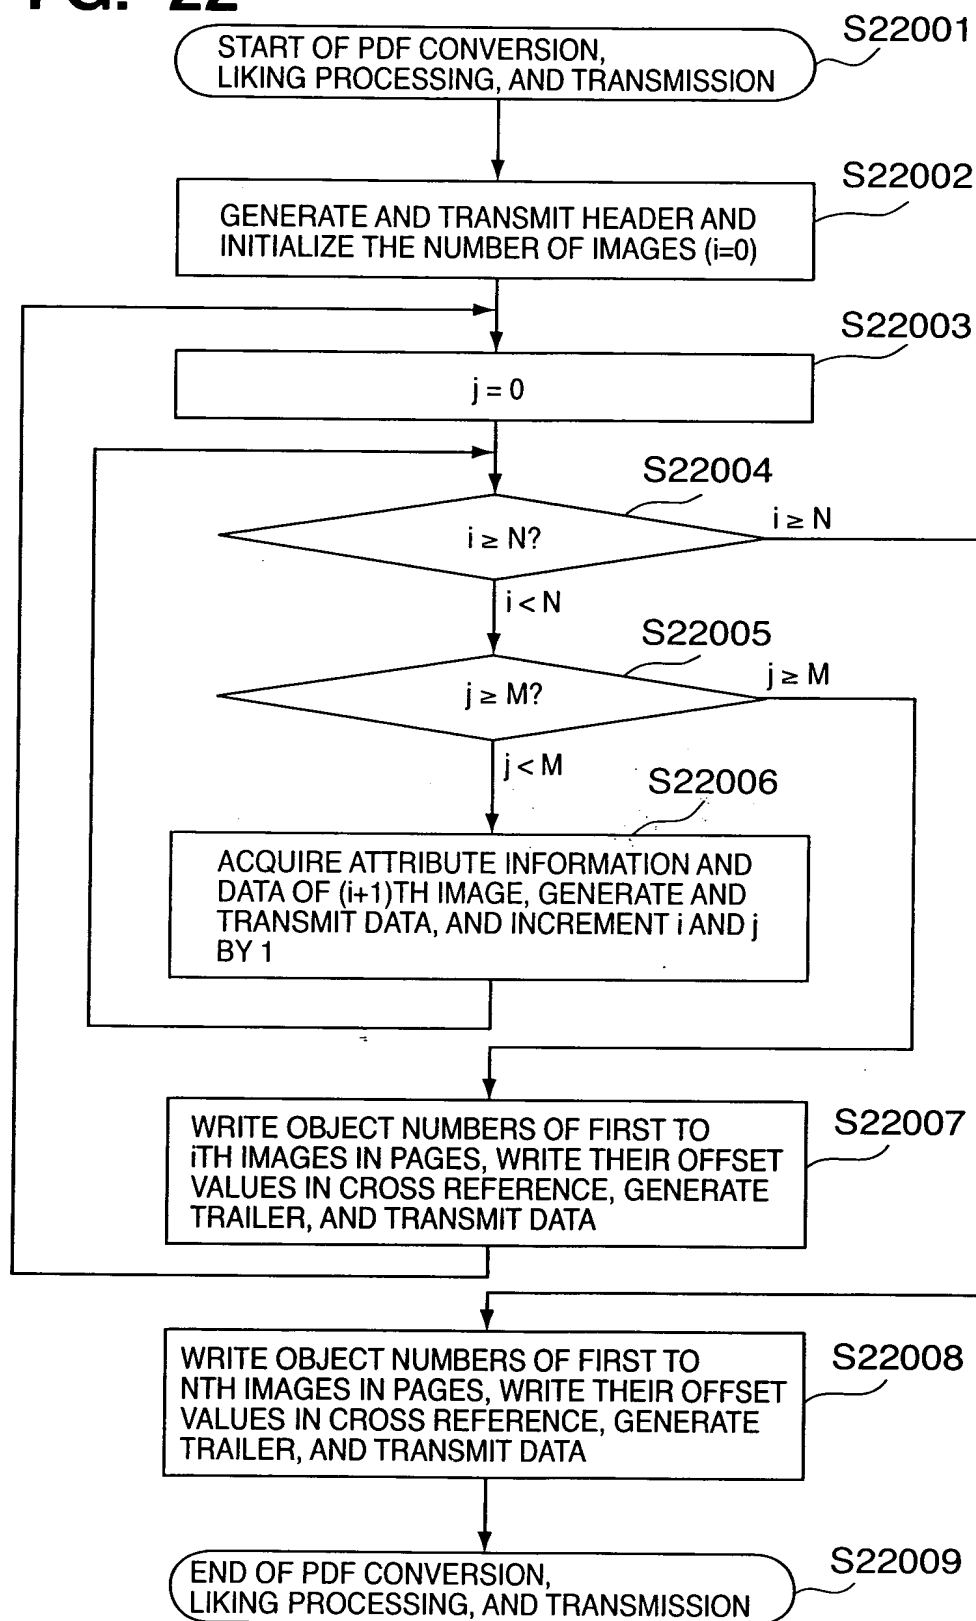 FG. 22
START OF PDF CONVERSION,
LIKING PROCESSING, AND TRANSMISSION
S22001
S22002
GENERATE AND TRANSMIT HEADER AND
INITIALIZE THE NUMBER OF IMAGES (i=0)
S22003
j = 0
S22004
i ≥ N?
i ≥ N
i < N
S22005
j ≥ M?
j ≥ M
j < M
S22006
ACQUIRE ATTRIBUTE INFORMATION AND
DATA OF (i+1)TH IMAGE, GENERATE AND
TRANSMIT DATA, AND INCREMENT i AND j
BY 1
S22007
WRITE OBJECT NUMBERS OF FIRST TO
iTH IMAGES IN PAGES, WRITE THEIR OFFSET
VALUES IN CROSS REFERENCE, GENERATE
TRAILER, AND TRANSMIT DATA
S22008
WRITE OBJECT NUMBERS OF FIRST TO
NTH IMAGES IN PAGES, WRITE THEIR OFFSET
VALUES IN CROSS REFERENCE, GENERATE
TRAILER, AND TRANSMIT DATA
S22009
END OF PDF CONVERSION,
LIKING PROCESSING, AND TRANSMISSION